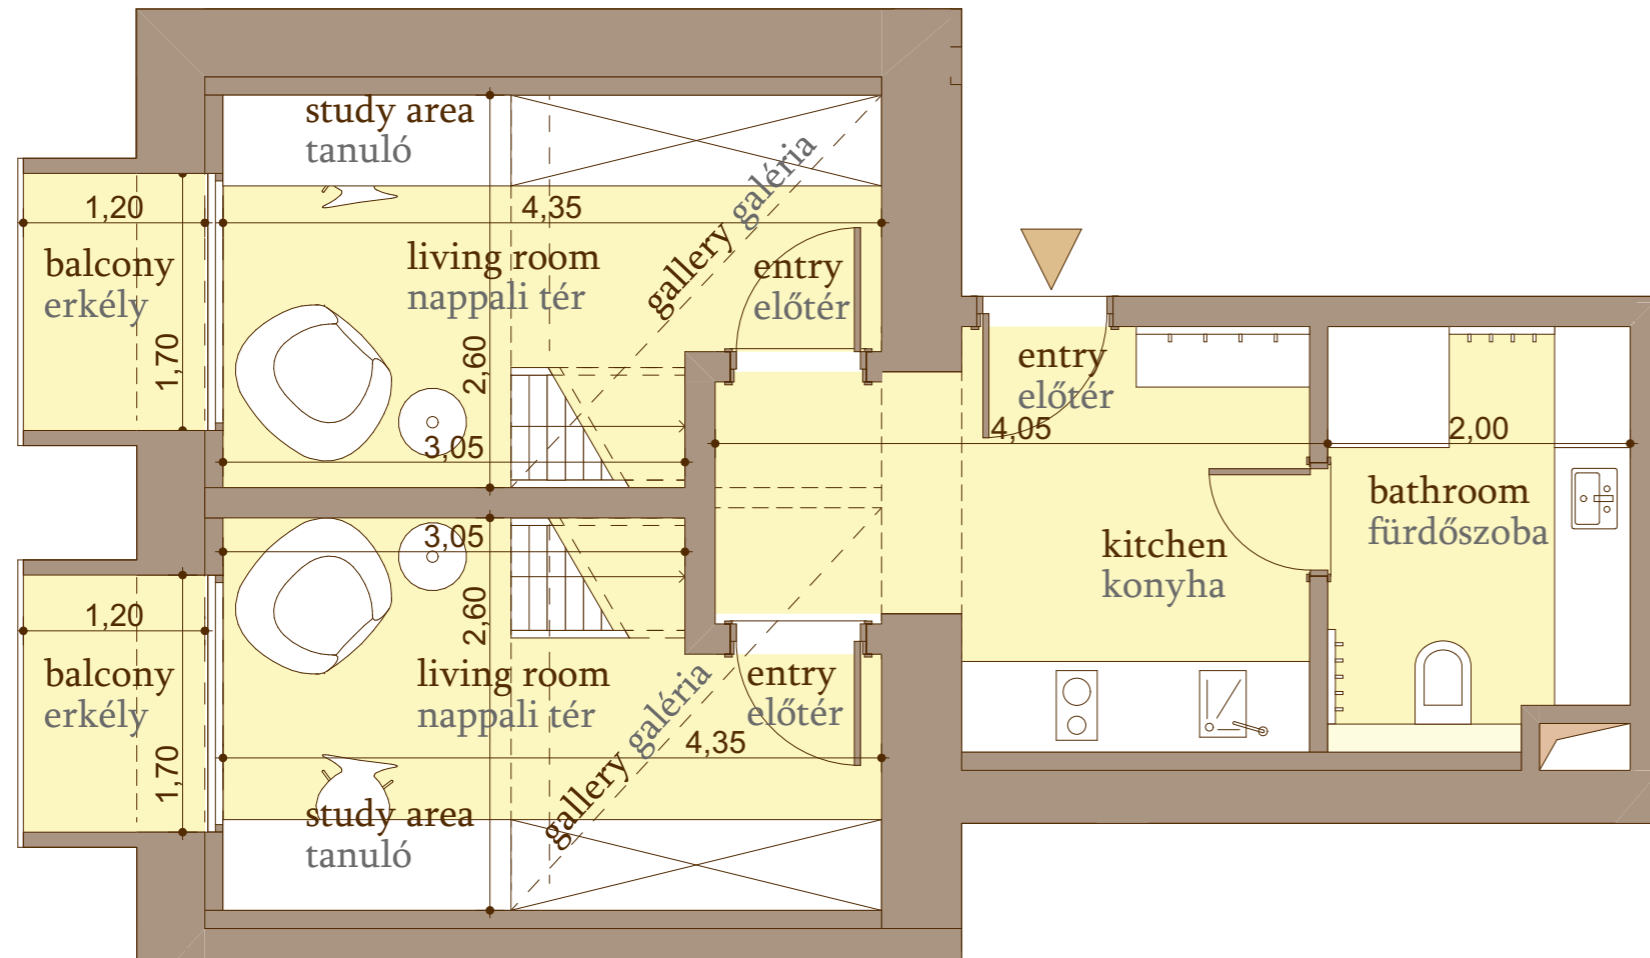 study area
tanuló
1,20
4,35
balcony
erkély
living room
nappali tér
gallery galéria
entry
előtér
1,70
2,60
3,05
entry
előtér
4,05
2,00
bathroom
fürdőszoba
kitchen
konyha
3,05
1,20
2,60
balcony
erkély
living room
nappali tér
gallery galéria
entry
előtér
4,35
1,70
study area
tanuló